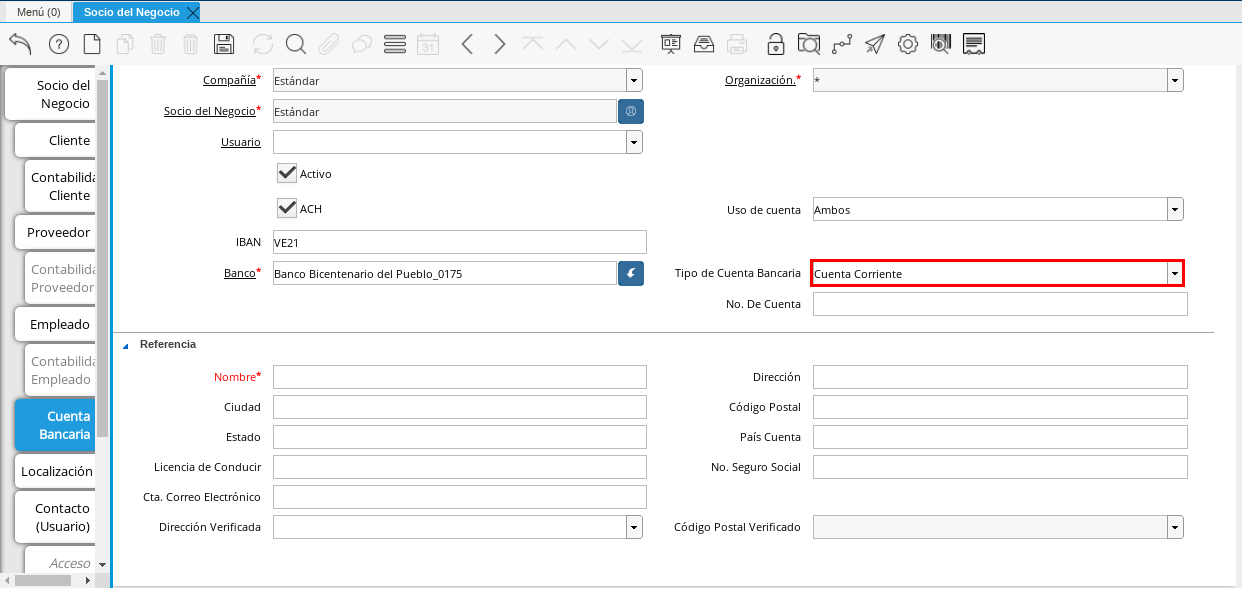 Menú (0)
Socio del Negocio
31
Socio del
Negocio
Cliente
Contabilida
Cliente
Proveedor
Contabilida
Proveedor
Empleado
Contabilida
Empleado
Cuenta
Bancaria
Localización
Contacto
(Usuario)
Acceso
Compañía* Estándar Organización.* *
Socio del Negocio* Estándar
Usuario
Activo
ACH Uso de cuenta Ambos
IBAN VE21
Banco* Banco Bicentenario del Pueblo_0175 Tipo de Cuenta Bancaria Cuenta Corriente
No. De Cuenta
Referencia
Nombre* Dirección
Ciudad Código Postal
Estado País Cuenta
Licencia de Conducir No. Seguro Social
Cta. Correo Electrónico
Dirección Verificada Código Postal Verificado